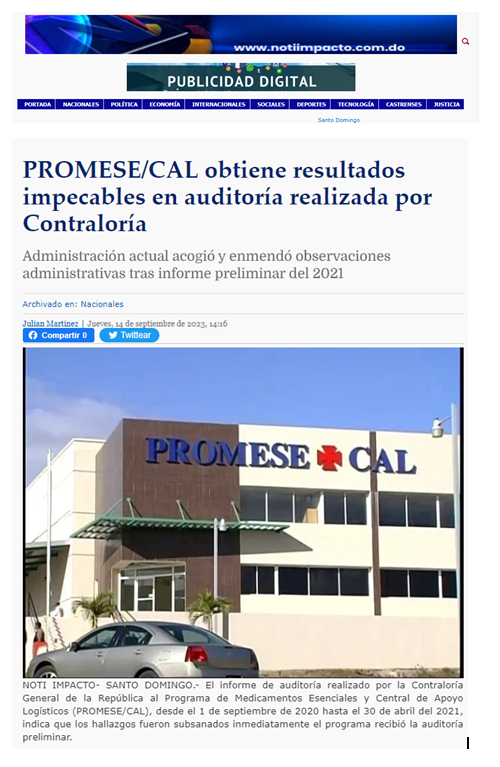 www.notiimpacto.com.do
PUBLICIDAD DIGITAL
PORTADA NACIONALES POLÍTICA ECONOMÍA INTERNACIONALES SOCIALES DEPORTES TECNOLOGÍA CASTRENSES JUSTICIA
Santo Domingo
PROMESE/CAL obtiene resultados
impecables en auditoría realizada por
Contraloría
Administración actual acogió y enmendó observaciones
administrativas tras informe preliminar del 2021
Archivado en: Nacionales
Julian Martinez | Jueves, 14 de septiembre de 2023, 14:16
Compartir 0 Twittear
PROMESE CAL
NOTI IMPACTO- SANTO DOMINGO.- El informe de auditoría realizado por la Contraloría
General de la República al Programa de Medicamentos Esenciales y Central de Apoyo
Logísticos (PROMESE/CAL), desde el 1 de septiembre de 2020 hasta el 30 abril del 2021,
indica que los hallazgos fueron subsanados inmediatamente el programa recibió la auditoría
preliminar.